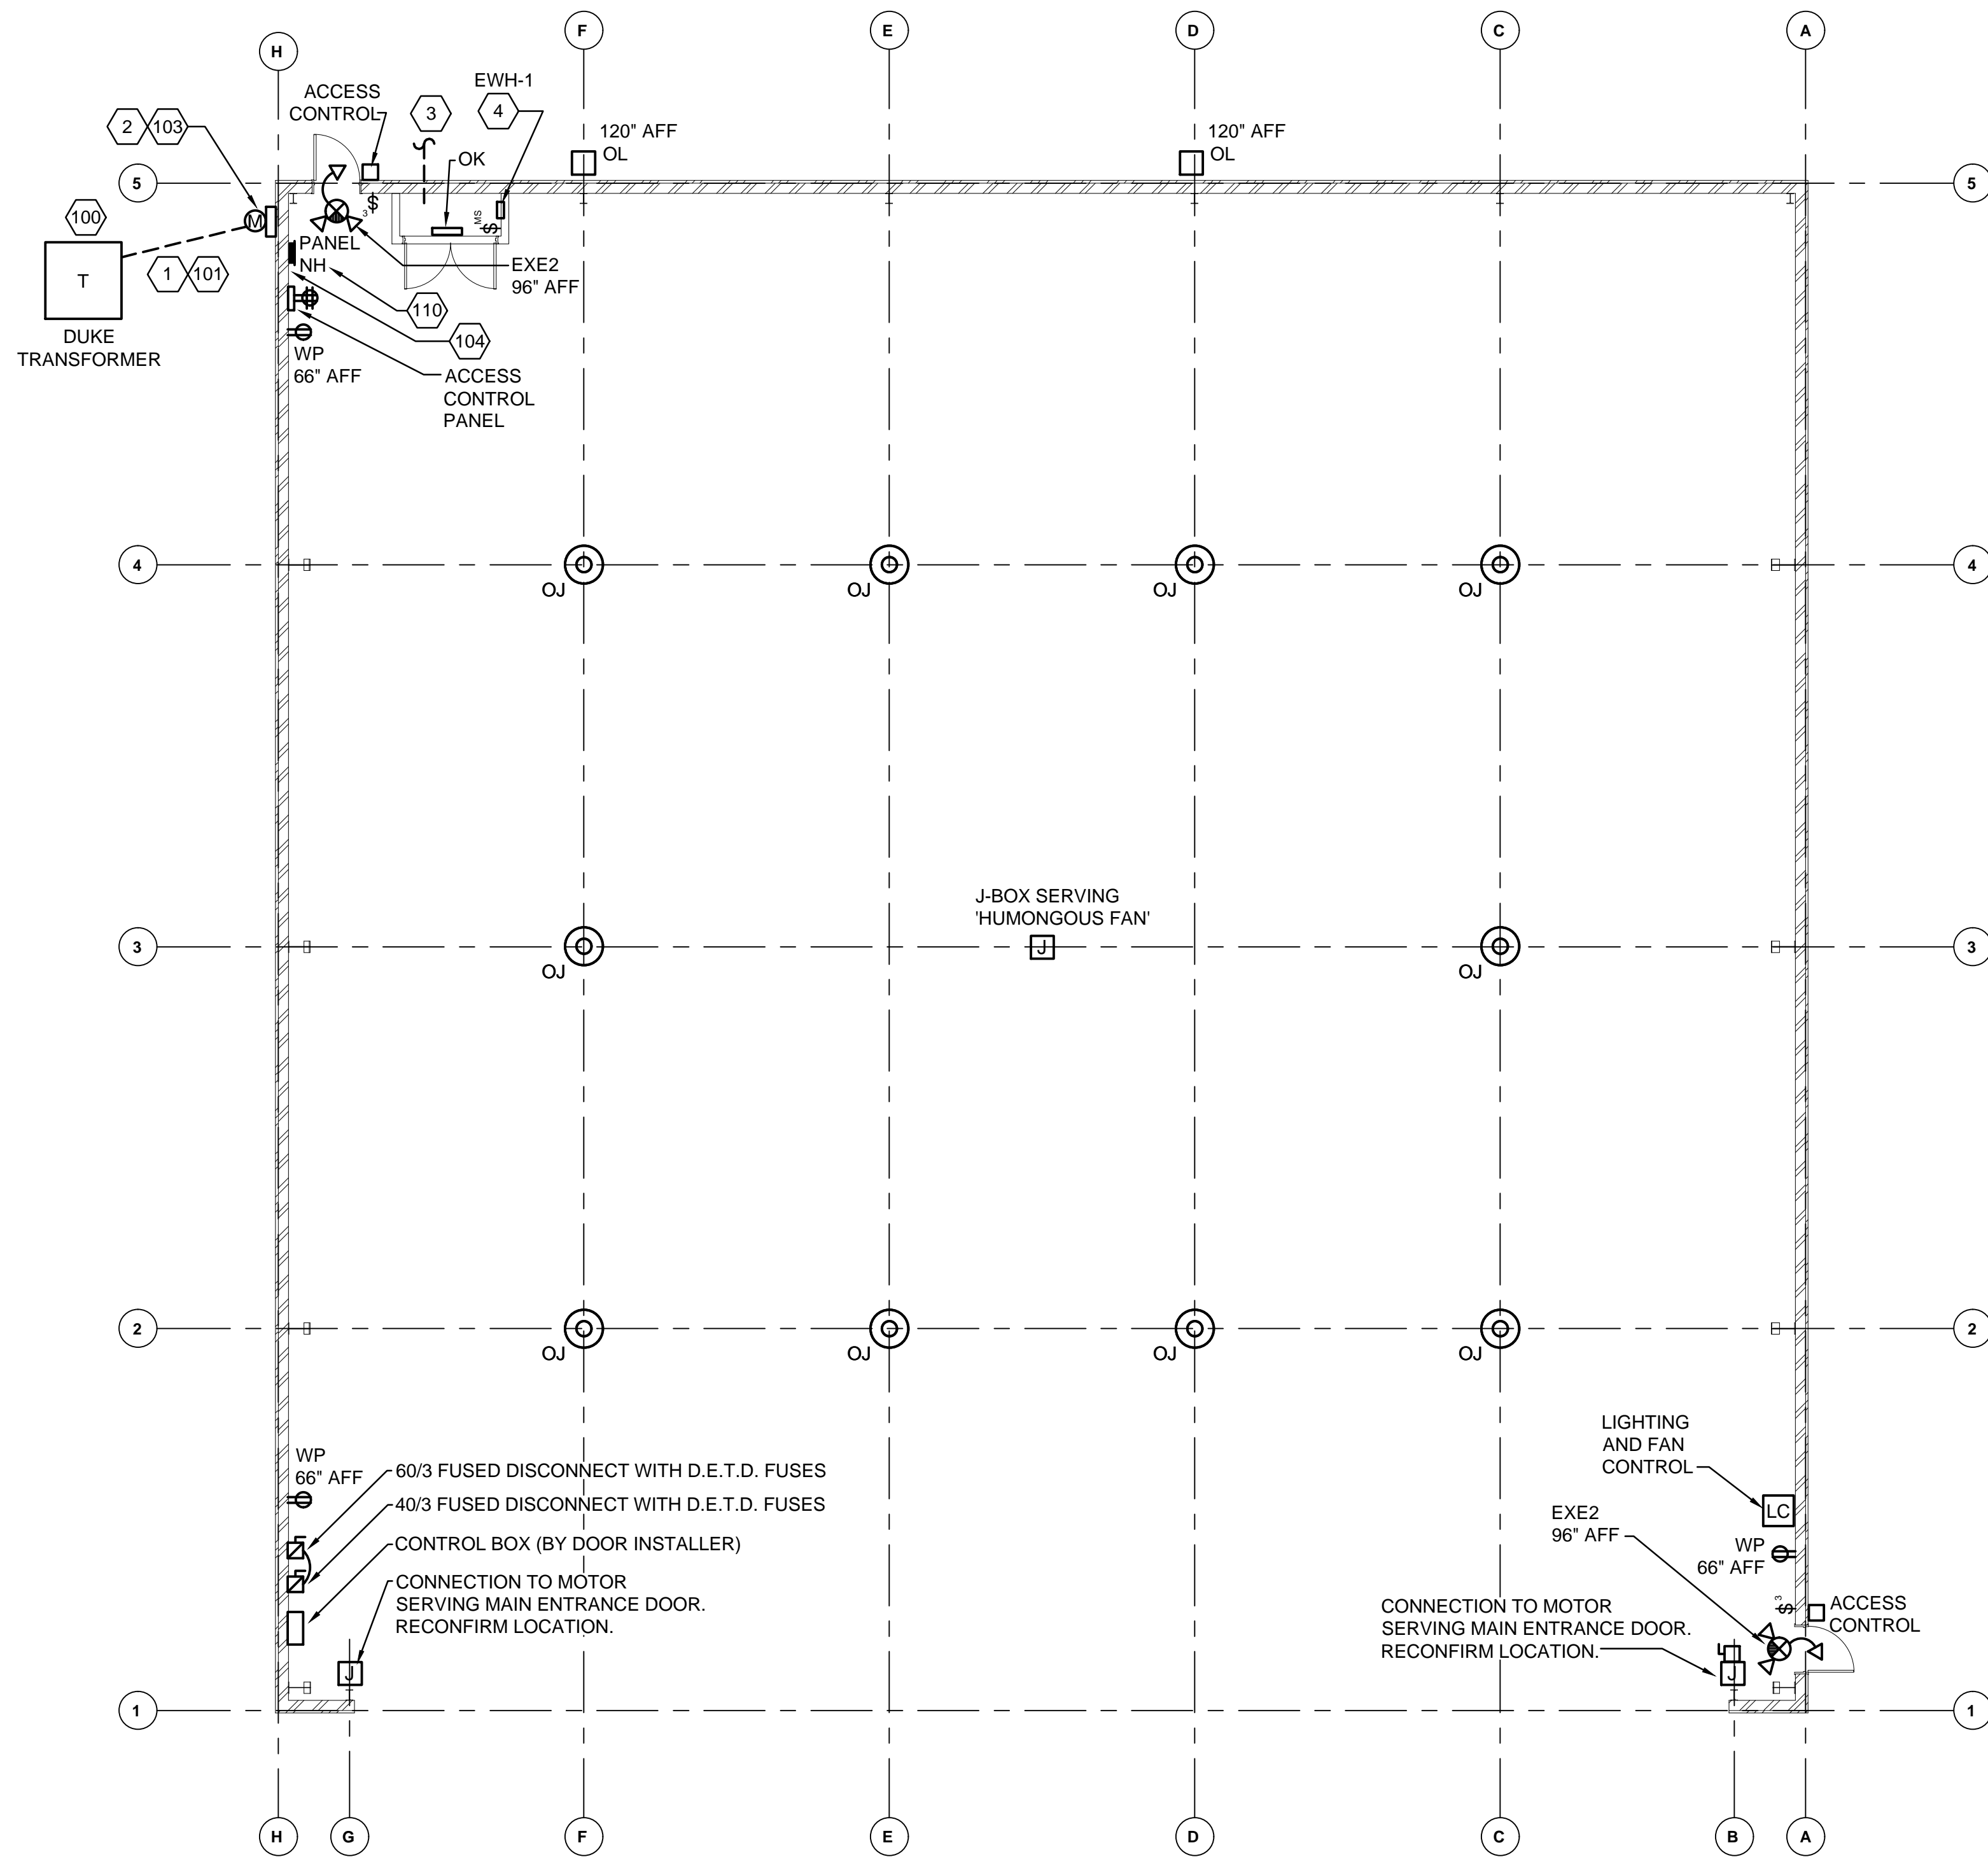 F
E
D
C
A
H
EWH-1
ACCESS
CONTROL
3
4
2
103
120" AFF
OL
120" AFF
OL
OK
5
5
3
$
MS
$
100
M
PANEL
NH
T
1
101
EXE2
96" AFF
110
DUKE
TRANSFORMER
104
WP
66" AFF
ACCESS
CONTROL
PANEL
4
4
OJ
OJ
OJ
OJ
J-BOX SERVING
'HUMONGOUS FAN'
3
J
3
OJ
OJ
2
2
OJ
OJ
OJ
OJ
WP
66" AFF
60/3 FUSED DISCONNECT WITH D.E.T.D. FUSES
40/3 FUSED DISCONNECT WITH D.E.T.D. FUSES
CONTROL BOX (BY DOOR INSTALLER)
CONNECTION TO MOTOR
SERVING MAIN ENTRANCE DOOR.
RECONFIRM LOCATION.
J
LIGHTING
AND FAN
CONTROL
LC
EXE2
96" AFF
WP
66" AFF
3
$
ACCESS
CONTROL
CONNECTION TO MOTOR
SERVING MAIN ENTRANCE DOOR.
RECONFIRM LOCATION.
J
1
1
H
G
F
E
D
C
B
A